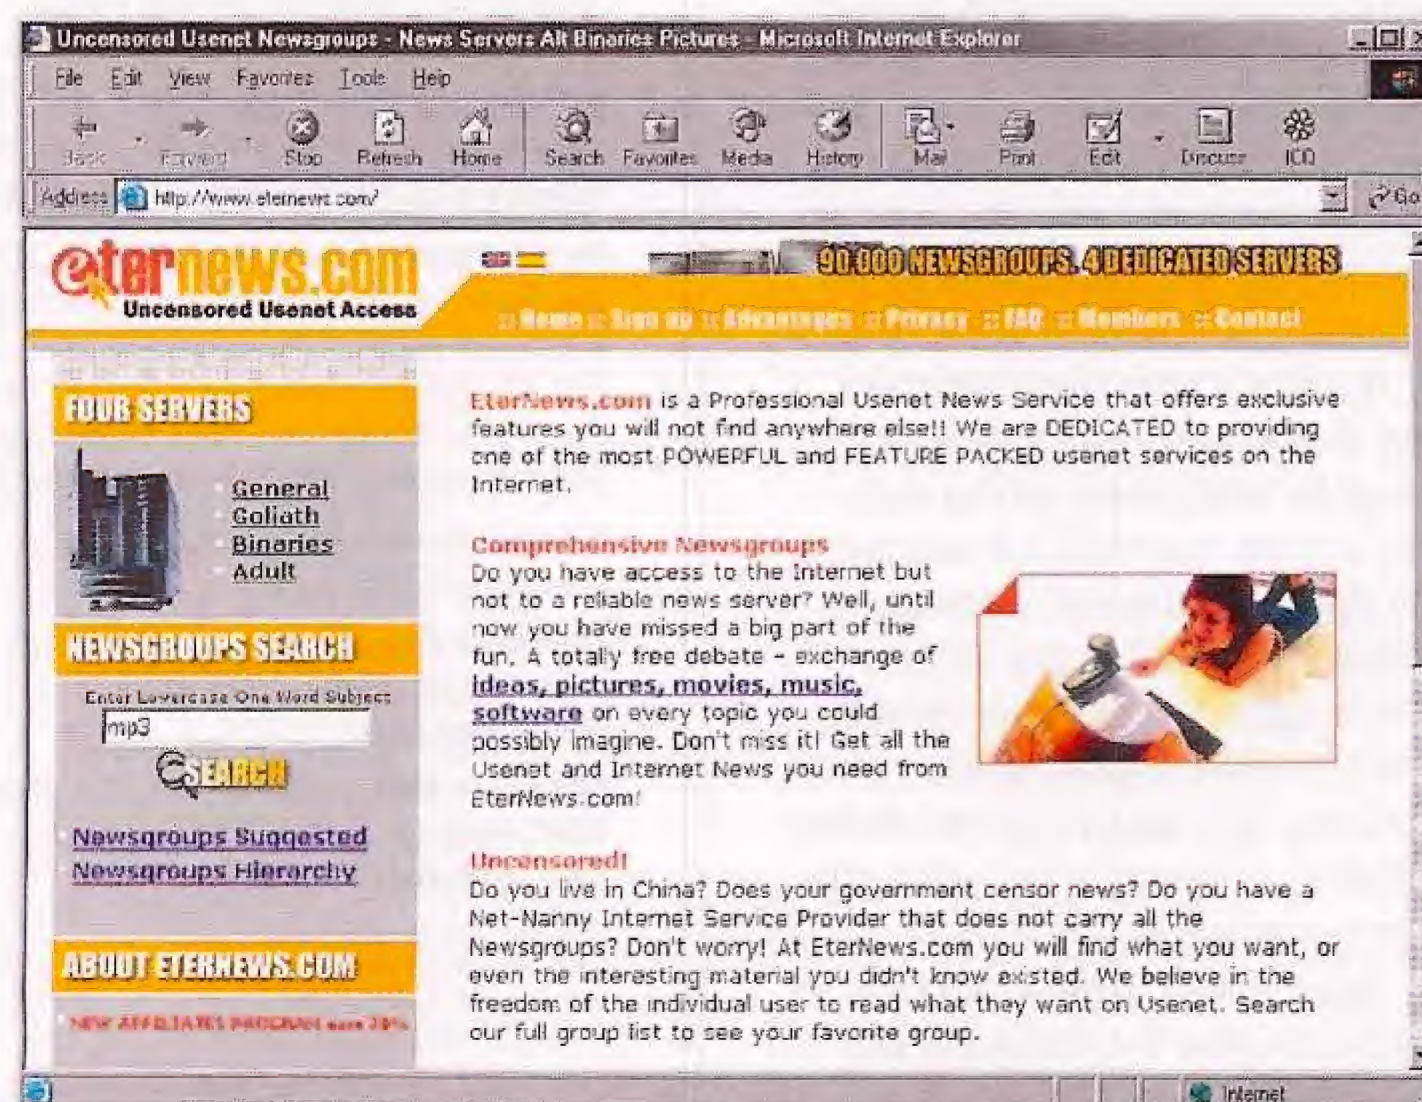 Uncensored Usenet Newsgroups - News Servers Alt Binaries Pictures - Microsoft Internet Explorer
File Edit View Favorites Tools Help
Back Forward Stop Refresh Home Search Favorites Media History Mail Print Edit Discuss ICQ
Address http://www.eternews.com/ Go
eternews.com
Uncensored Usenet Access
90.000 NEWSGROUPS. 4 DEDICATED SERVERS
:: Home :: Sign up :: Advantages :: Privacy :: FAQ :: Members :: Contact
FOUR SERVERS
General
Goliath
Binaries
Adult
NEWSGROUPS SEARCH
Enter Lowercase One Word Subject
mp3
SEARCH
Newsgroups Suggested
Newsgroups Hierarchy
ABOUT ETERNEWS.COM
NEW AFFILIATES PROGRAM earn
EterNews.com is a Professional Usenet News Service that offers exclusive
features you will not find anywhere else!! We are DEDICATED to providing
one of the most POWERFUL and FEATURE PACKED usenet services on the
Internet.
Comprehensive Newsgroups
Do you have access to the Internet but
not to a reliable news server? Well, until
now you have missed a big part of the
fun. A totally free debate - exchange of
ideas, pictures, movies, music,
software on every topic you could
possibly imagine. Don't miss it! Get all the
Usenet and Internet News you need from
EterNews.com!
Uncensored!
Do you live in China? Does your government censor news? Do you have a
Net-Nanny Internet Service Provider that does not carry all the
Newsgroups? Don't worry! At EterNews.com you will find what you want, or
even the interesting material you didn't know existed. We believe in the
freedom of the individual user to read what they want on Usenet. Search
our full group list to see your favorite group.
Internet